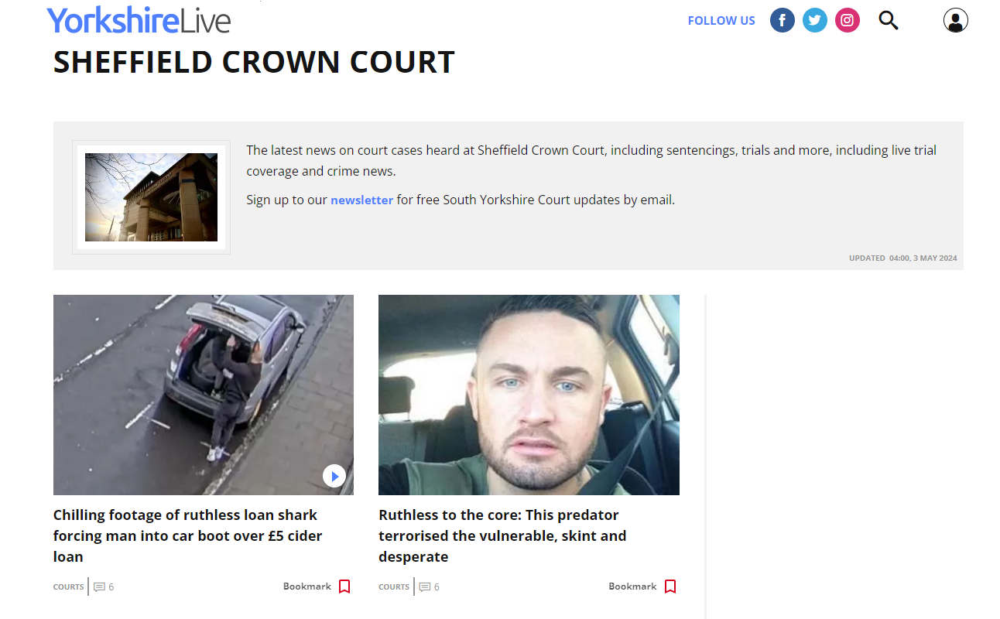 YorkshireLive
FOLLOW US
SHEFFIELD CROWN COURT
The latest news on court cases heard at Sheffield Crown Court, including sentencings, trials and more, including live trial
coverage and crime news.
Sign up to our newsletter for free South Yorkshire Court updates by email.
UPDATED 04:00, 3 MAY 2024
Chilling footage of ruthless loan shark
forcing man into car boot over £5 cider
loan
COURTS 6 Bookmark
Ruthless to the core: This predator
terrorised the vulnerable, skint and
desperate
COURTS 6 Bookmark